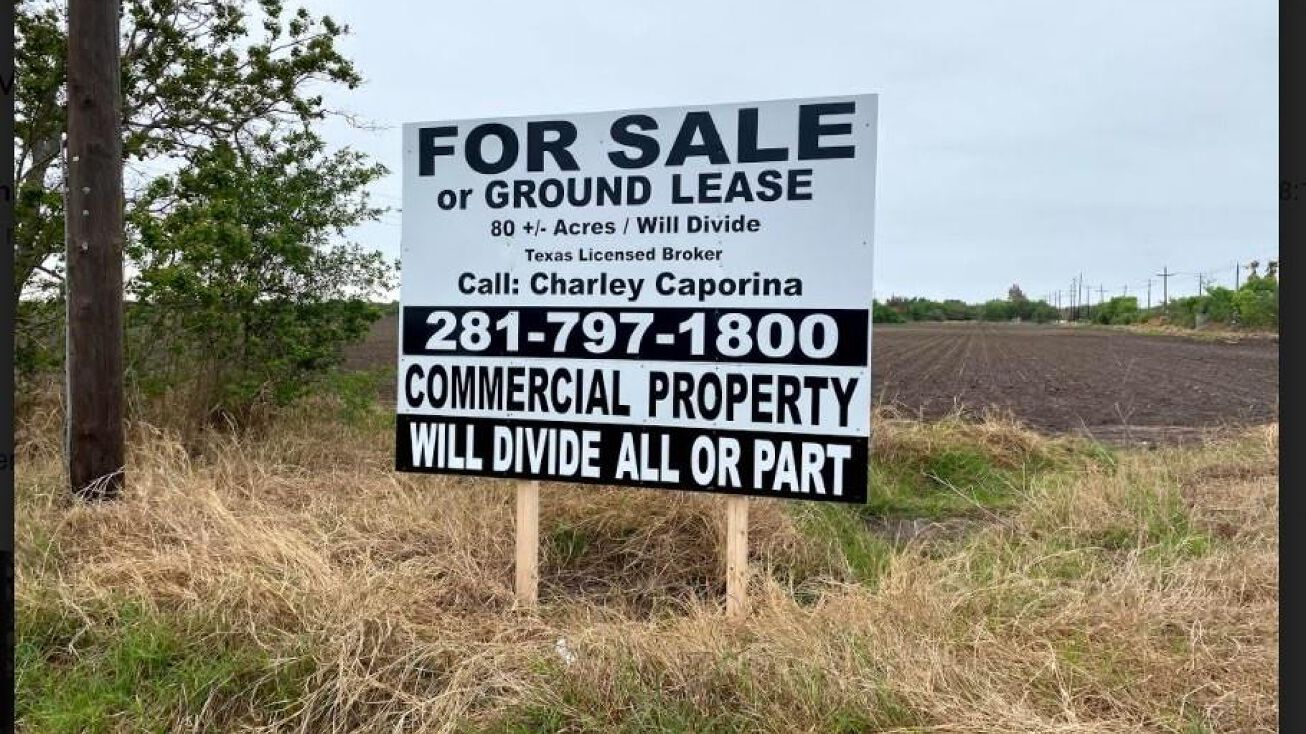 FOR SALE
or GROUND LEASE
80 +/- Acres / Will Divide
Texas Licensed Broker
Call: Charley Caporina
281-797-1800
COMMERCIAL PROPERTY
WILL DIVIDE ALL OR PART